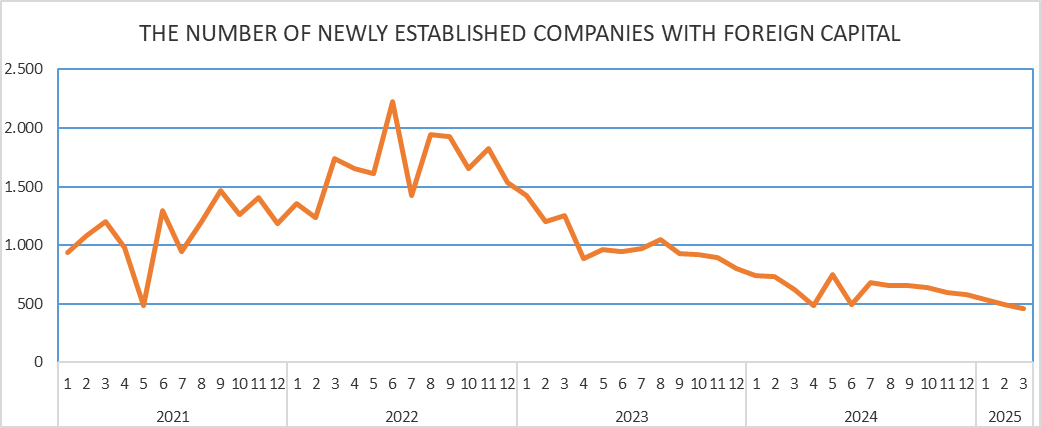 THE NUMBER OF NEWLY ESTABLISHED COMPANIES WITH FOREIGN CAPITAL
2.500
2.000
1.500
1.000
500
0
1 2 3 4 5 6 7 8 9 10 11 12 1 2 3 4 5 6 7 8 9 10 11 12 1 2 3 4 5 6 7 8 9 10 11 12 1 2 3 4 5 6 7 8 9 10 11 12 1 2 3
2021 2022 2023 2024 2025